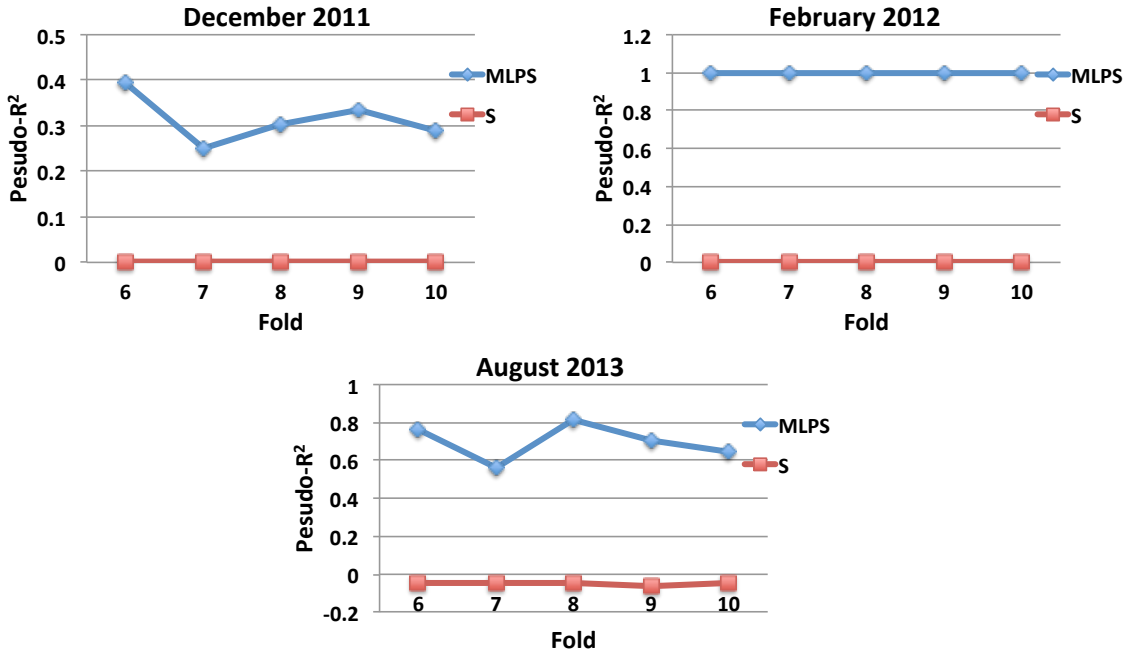 December 2011
0.5
0.4
0.3
0.2
0.1
0
Pesudo-R²
6 7 8 9 10
Fold
MLPS
S
February 2012
1.2
1
0.8
0.6
0.4
0.2
0
Pesudo-R²
6 7 8 9 10
Fold
MLPS
S
August 2013
1
0.8
0.6
0.4
0.2
0
-0.2
Pesudo-R²
6 7 8 9 10
Fold
MLPS
S